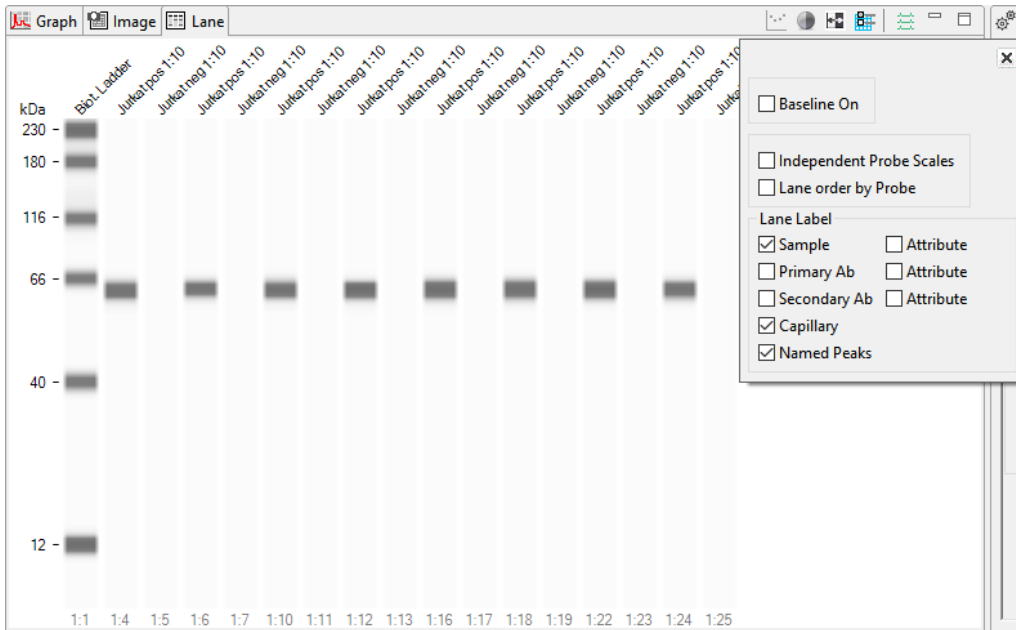 Graph Image Lane
Biot. Ladder
Jurkat pos 1:10
Jurkat neg 1:10
Jurkat pos 1:10
Jurkat neg 1:10
Jurkat pos 1:10
Jurkat neg 1:10
Jurkat pos 1:10
Jurkat neg 1:10
Jurkat pos 1:10
Jurkat neg 1:10
Jurkat pos 1:10
Jurkat neg 1:10
Jurkat pos 1:10
Jurkat neg 1:10
Jurkat pos 1:10
Jurka
kDa
230
180
116
66
40
12
1:1 1:4 1:5 1:6 1:7 1:10 1:11 1:12 1:13 1:16 1:17 1:18 1:19 1:22 1:23 1:24 1:25
Baseline On
Independent Probe Scales
Lane order by Probe
Lane Label
Sample Attribute
Primary Ab Attribute
Secondary Ab Attribute
Capillary
Named Peaks